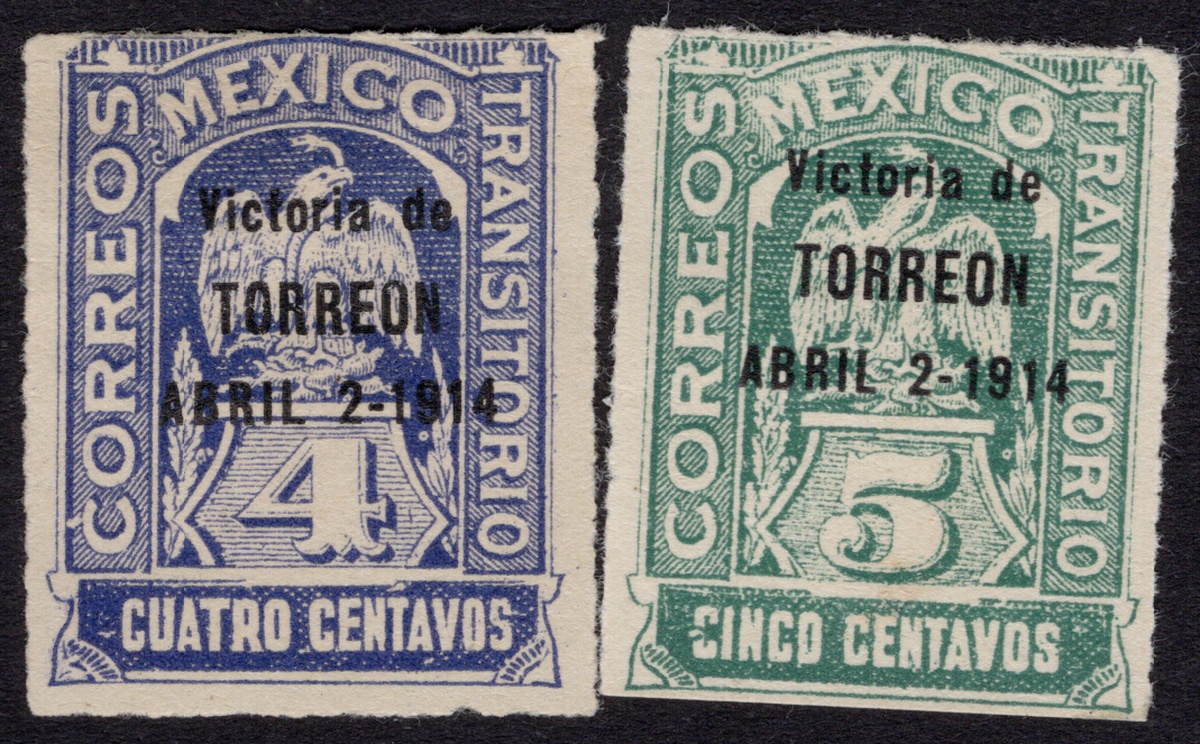 CORREOS
MEXICO
TRANSITORIO
Victoria de
TORREON
ABRIL 2-1914
4
CUATRO CENTAVOS
CORREOS
MEXICO
TRANSITORIO
Victoria de
TORREON
ABRIL 2-1914
5
CINCO CENTAVOS